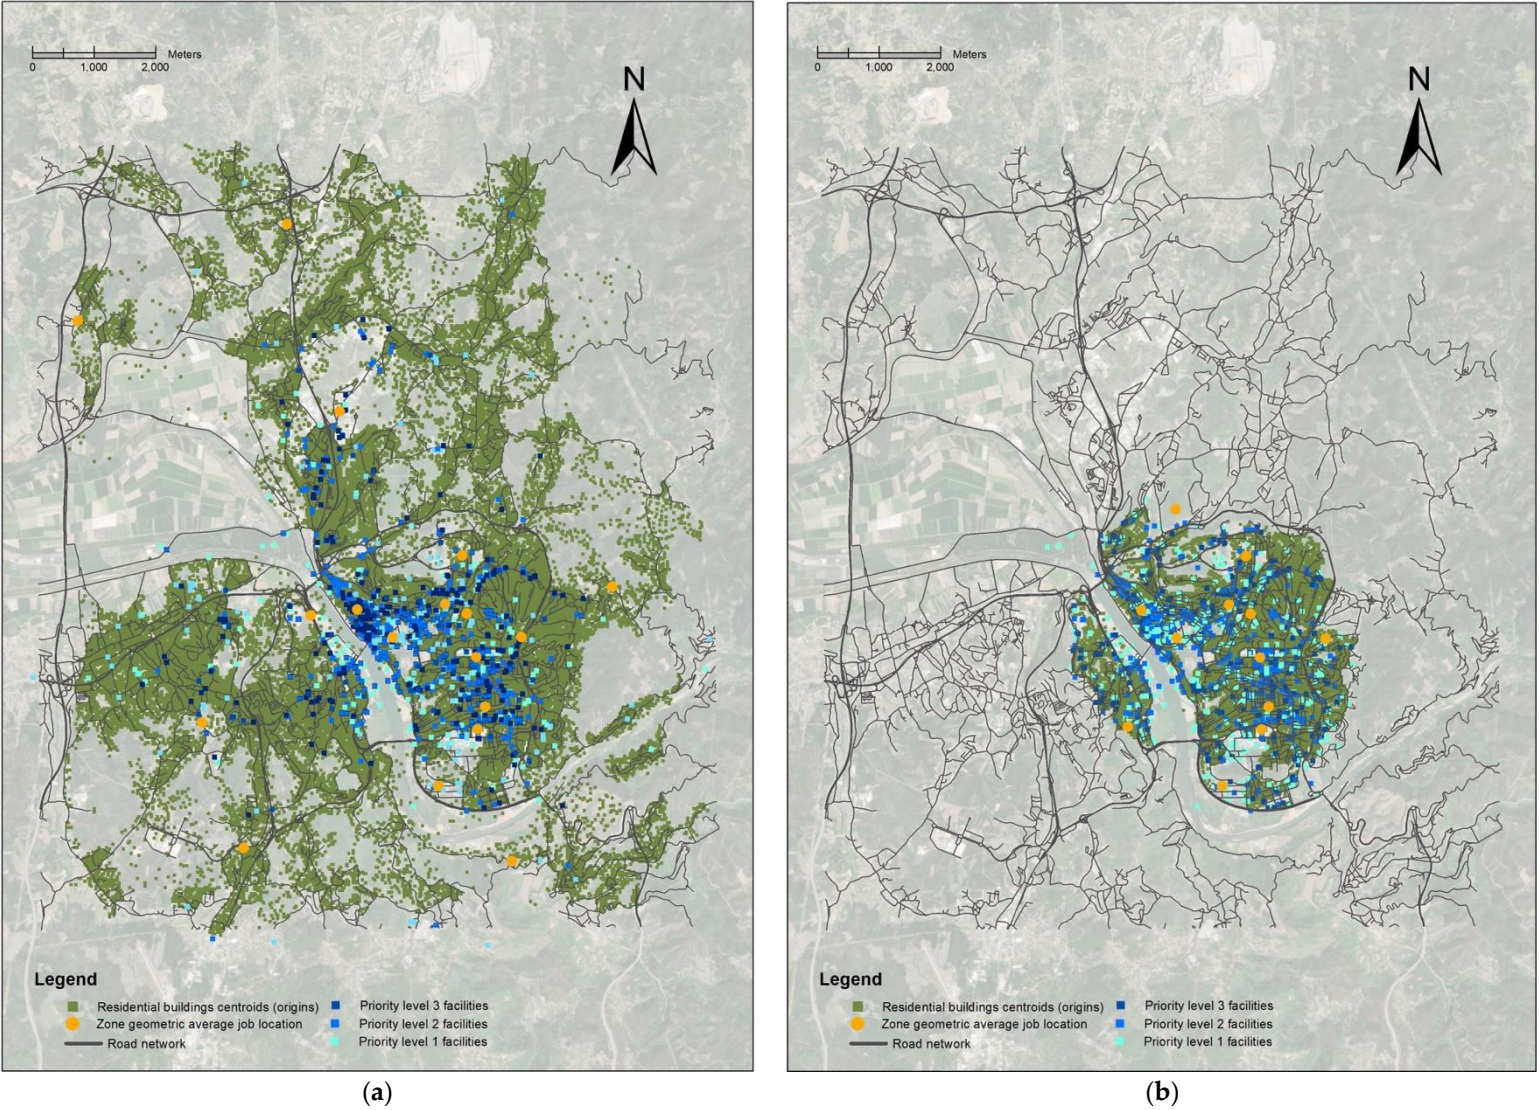 Meters
0 1,000 2,000
N
Legend
Residential buildings centroids (origins)
Zone geometric average job location
Road network
Priority level 3 facilities
Priority level 2 facilities
Priority level 1 facilities
(a)
Meters
0 1,000 2,000
N
Legend
Residential buildings centroids (origins)
Zone geometric average job location
Road network
Priority level 3 facilities
Priority level 2 facilities
Priority level 1 facilities
(b)